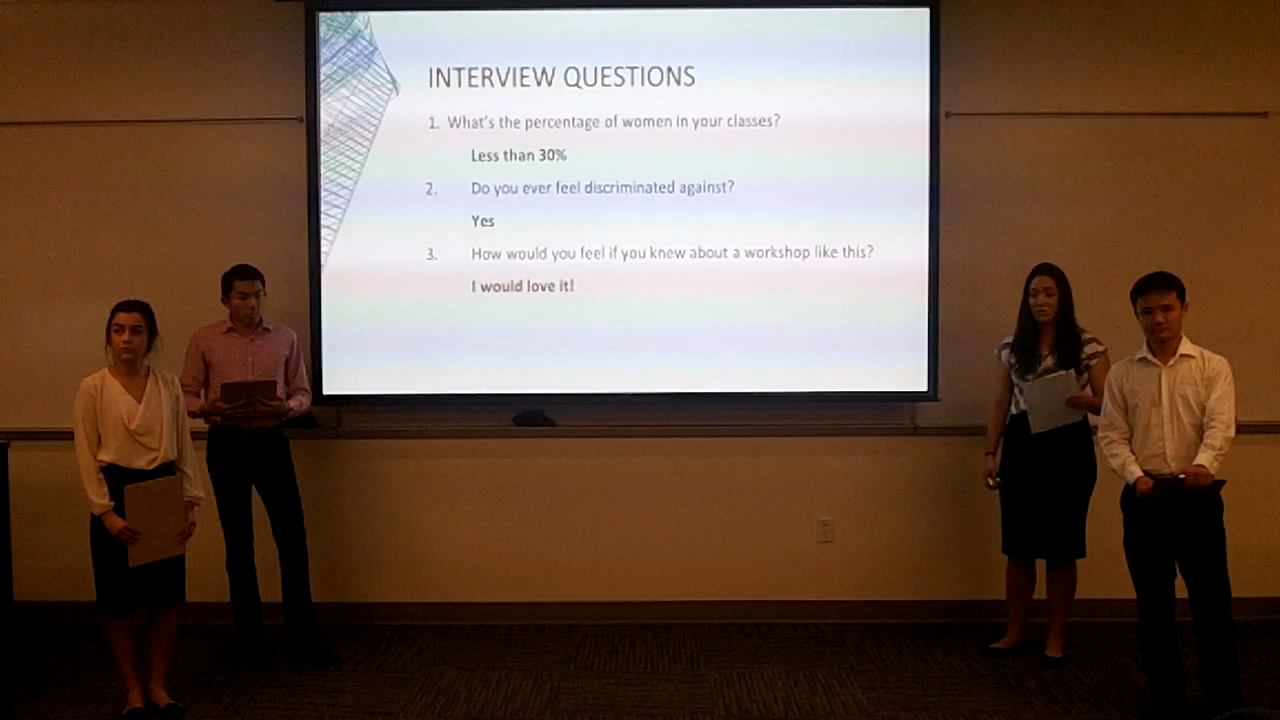 INTERVIEW QUESTIONS
1. What's the percentage of women in your classes?
Less than 30%
2. Do you ever feel discriminated against?
Yes
3. How would you feel if you knew about a workshop like this?
I would love it!